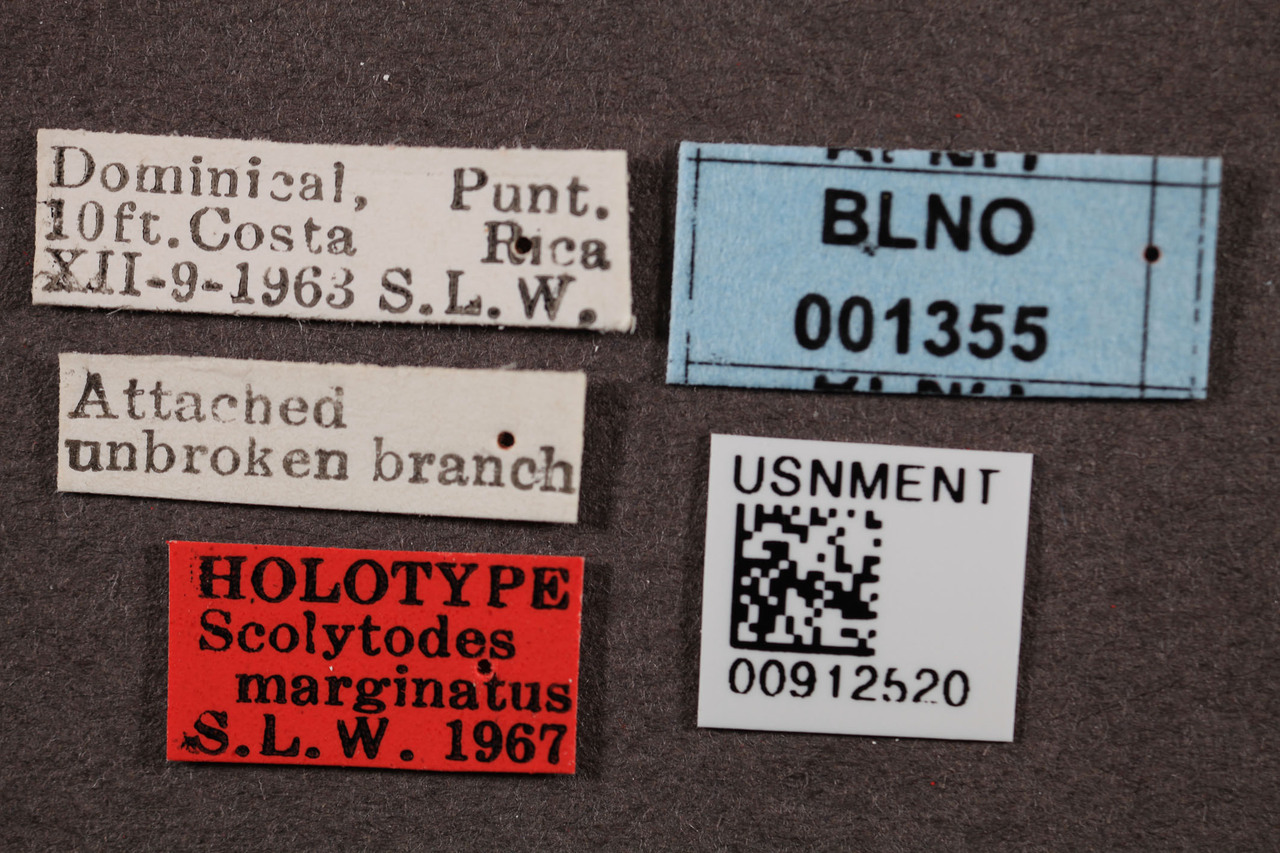 Dominical, Punt.
10ft. Costa Rica
XII-9-1963 S.L.W.
Attached
unbroken branch
HOLOTYPE
Scolytodes
marginatus
S.L.W. 1967
BLNO
001355
USNMENT
00912520